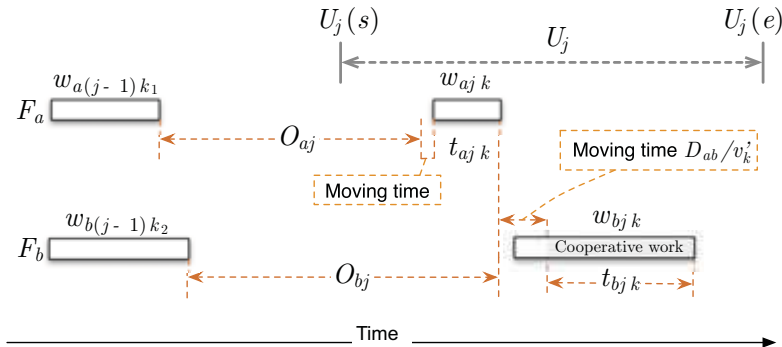 U_j(s) U_j U_j(e)
w_{a(j-1)k_1} w_{ajk}
F_a
O_{aj} t_{ajk} Moving time D_{ab}/v'_k
Moving time
w_{b(j-1)k_2} w_{bjk}
F_b Cooperative work
O_{bj} t_{bjk}
Time